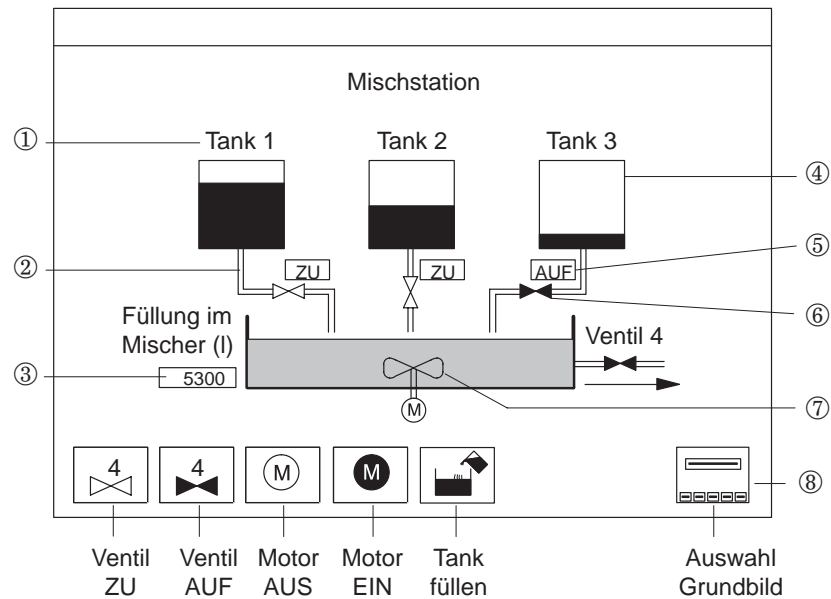 Mischstation
① Tank 1 Tank 2 Tank 3
④
② ZU ZU AUF ⑤
⑥
Füllung im
Mischer (l) Ventil 4
③ 5300
M ⑦
4 4 M M ⑧
Ventil Ventil Motor Motor Tank Auswahl
ZU AUF AUS EIN füllen Grundbild